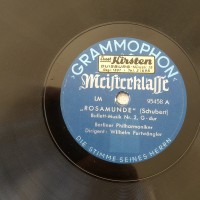 GRAMMOPHON
Kirsten
Meisterklasse
LM 95458 A
„ROSAMUNDE" (Schubert)
Ballett-Musik Nr. 2, G-dur
Berliner Philharmoniker
Dirigent: Wilhelm Furtwängler
DIE STIMME SEINES HERRN